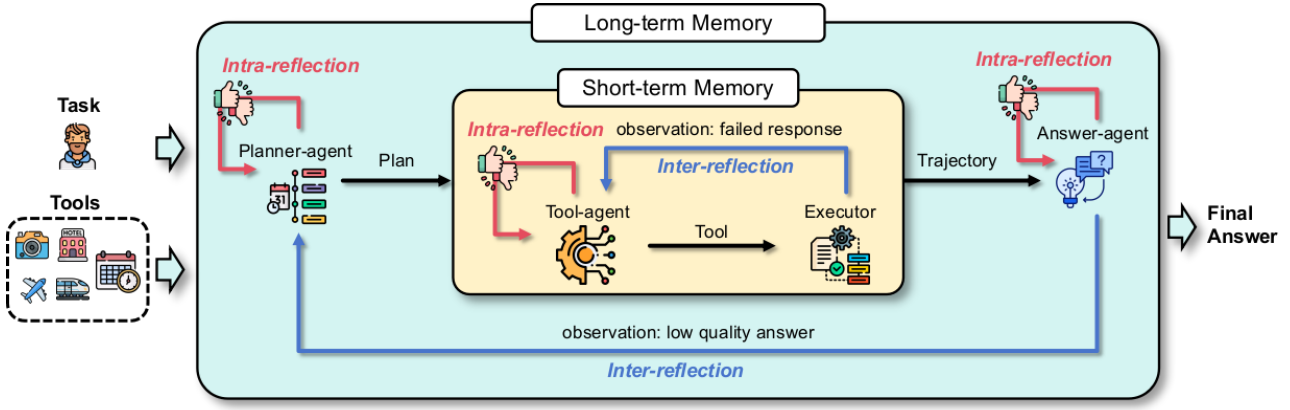 Long-term Memory
Intra-reflection
Intra-reflection
Short-term Memory
Task
Intra-reflection
observation: failed response
Answer-agent
Planner-agent
Plan
Inter-reflection
Trajectory
?
31
Tools
Tool-agent
Executor
HOTEL
Tool
Final
Answer
observation: low quality answer
Inter-reflection